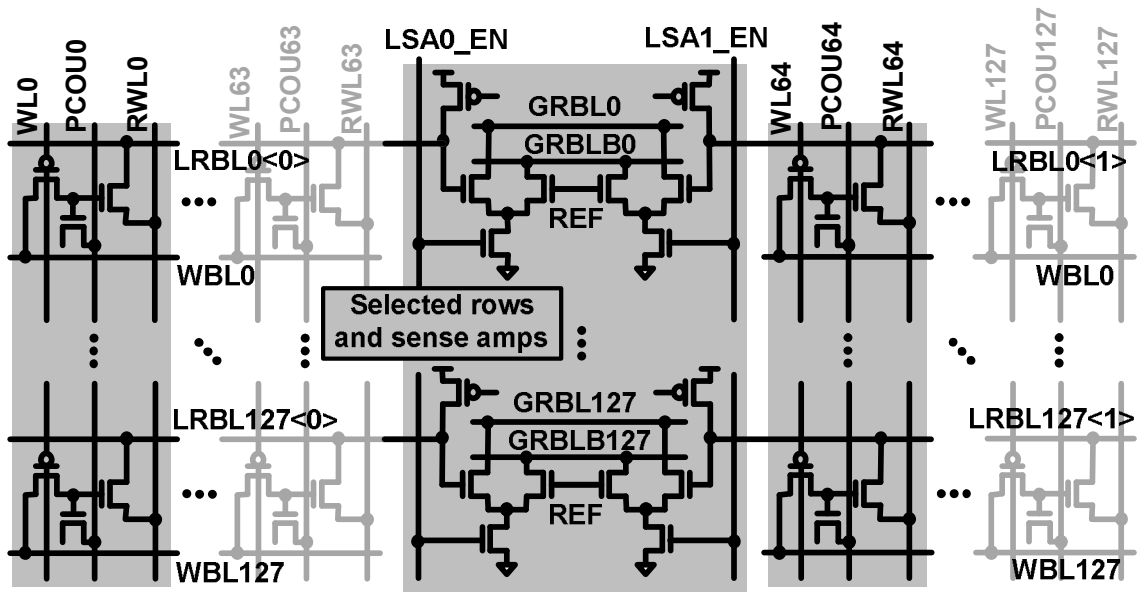 LSA0_EN
LSA1_EN
WL0
PCOU0
RWL0
WL63
PCOU63
RWL63
WL64
PCOU64
RWL64
WL127
PCOU127
RWL127
GRBL0
GRBLB0
LRBL0<0>
LRBL0<1>
REF
WBL0
WBL0
Selected rows
and sense amps
GRBL127
LRBL127<0>
LRBL127<1>
GRBLB127
REF
WBL127
WBL127